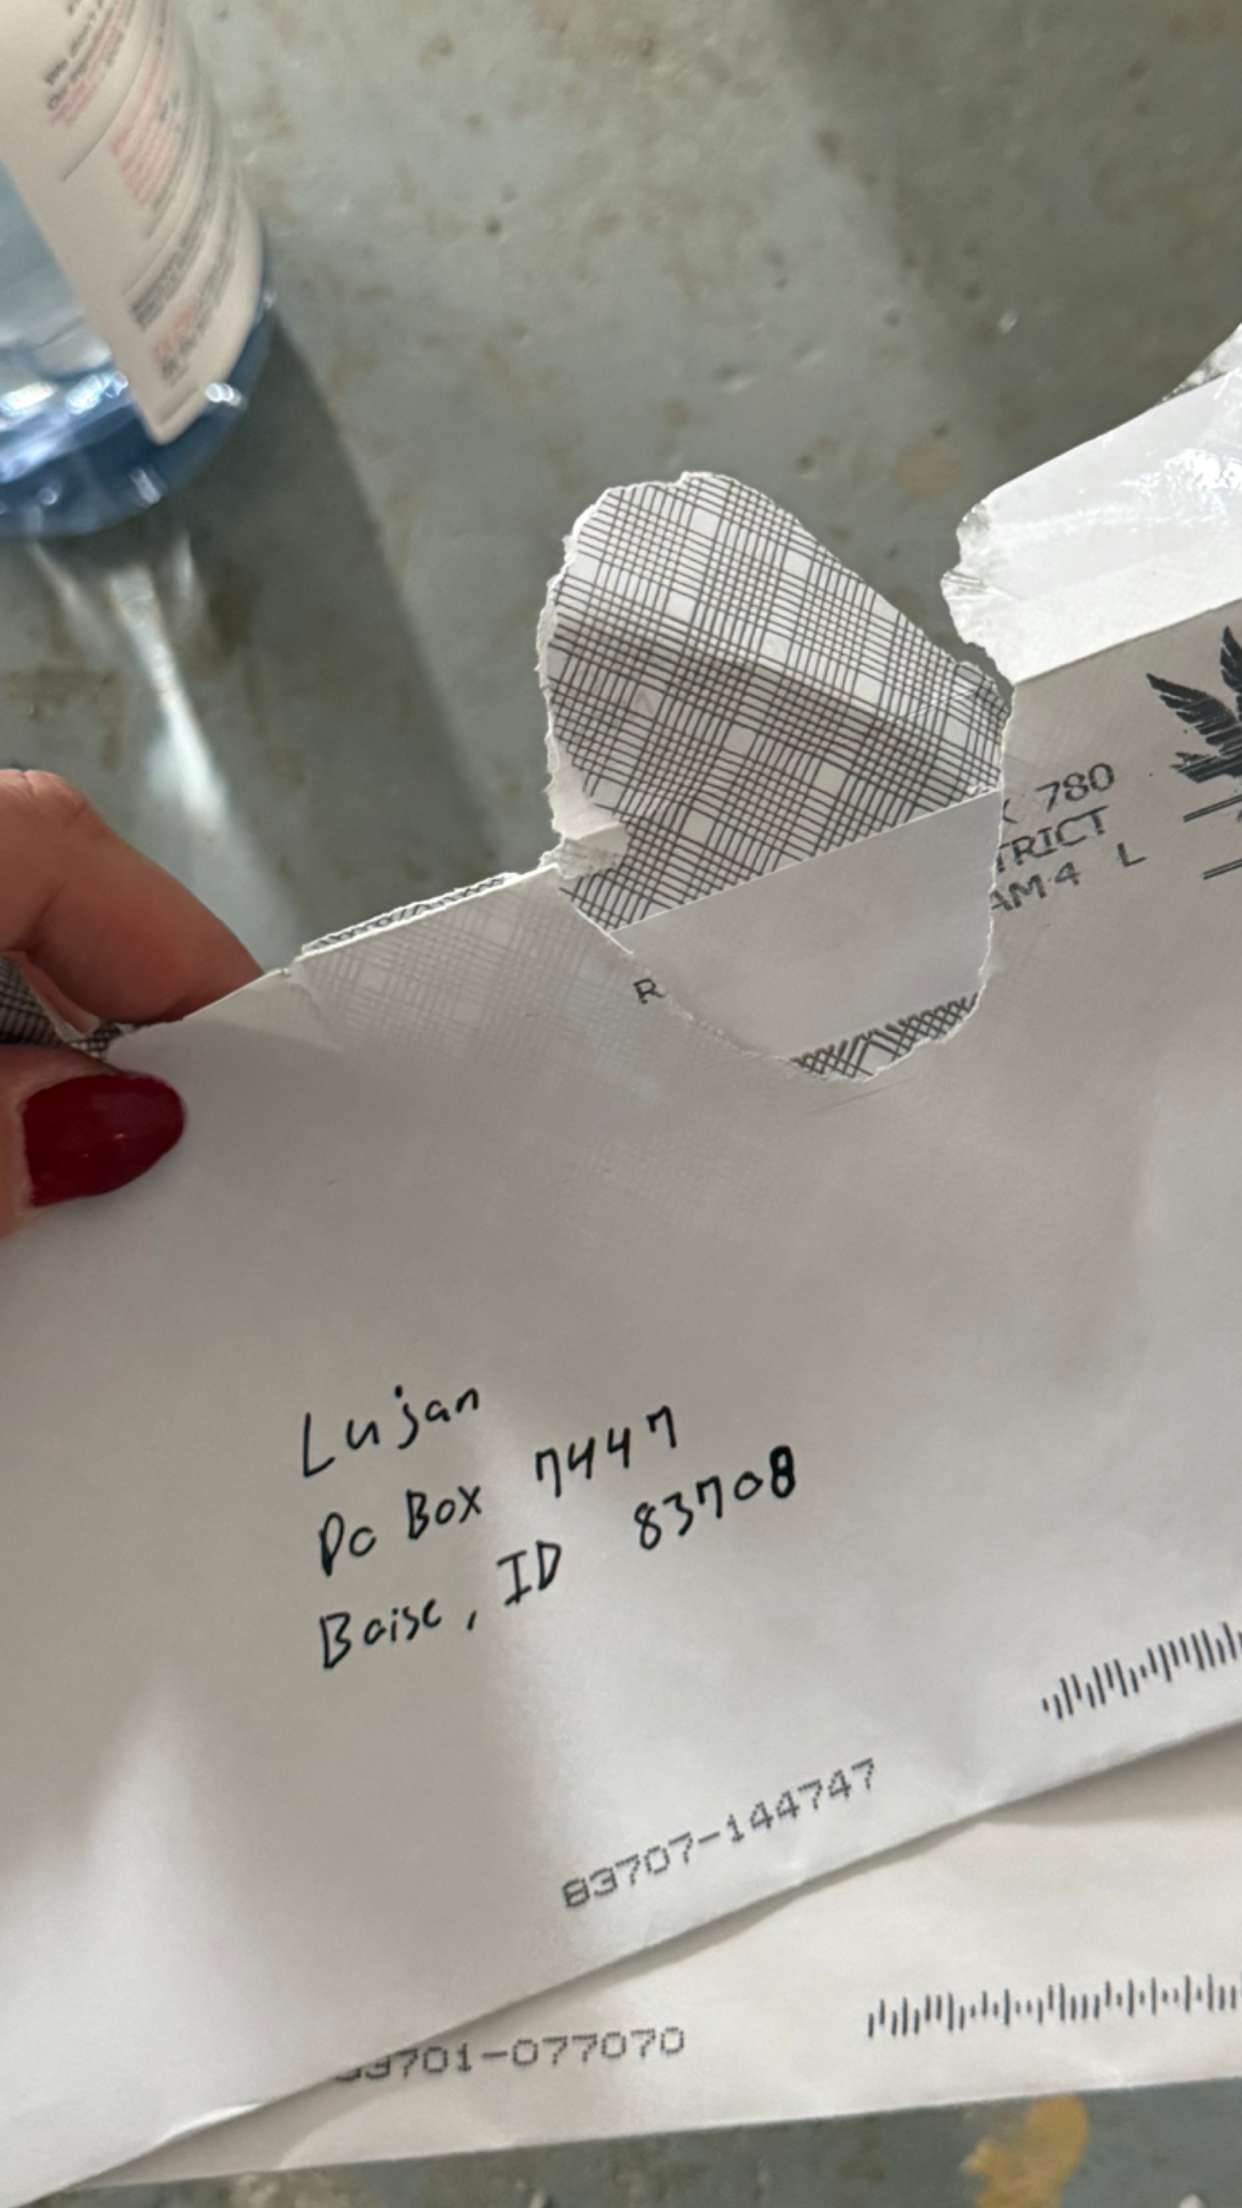 780
TRICT
AM4 L
R
Lujan
Po Box 7447
Boise, ID 83708
83707-144747
3701-077070